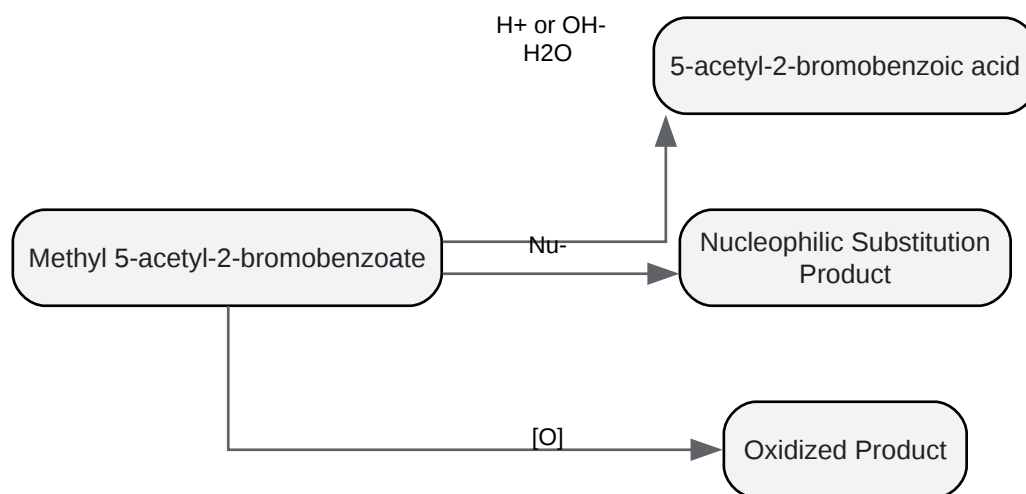 H+ or OH-
H2O
5-acetyl-2-bromobenzoic acid
Methyl 5-acetyl-2-bromobenzoate
Nu-
Nucleophilic Substitution
Product
[O]
Oxidized Product